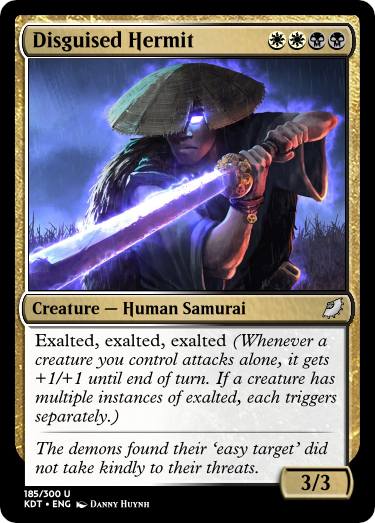 Disguised Hermit
Creature — Human Samurai
Exalted, exalted, exalted (Whenever a
creature you control attacks alone, it gets
+1/+1 until end of turn. If a creature has
multiple instances of exalted, each triggers
separately.)
The demons found their ‘easy target’ did
not take kindly to their threats.
3/3
185/300 U
KDT • ENG Danny Huynh